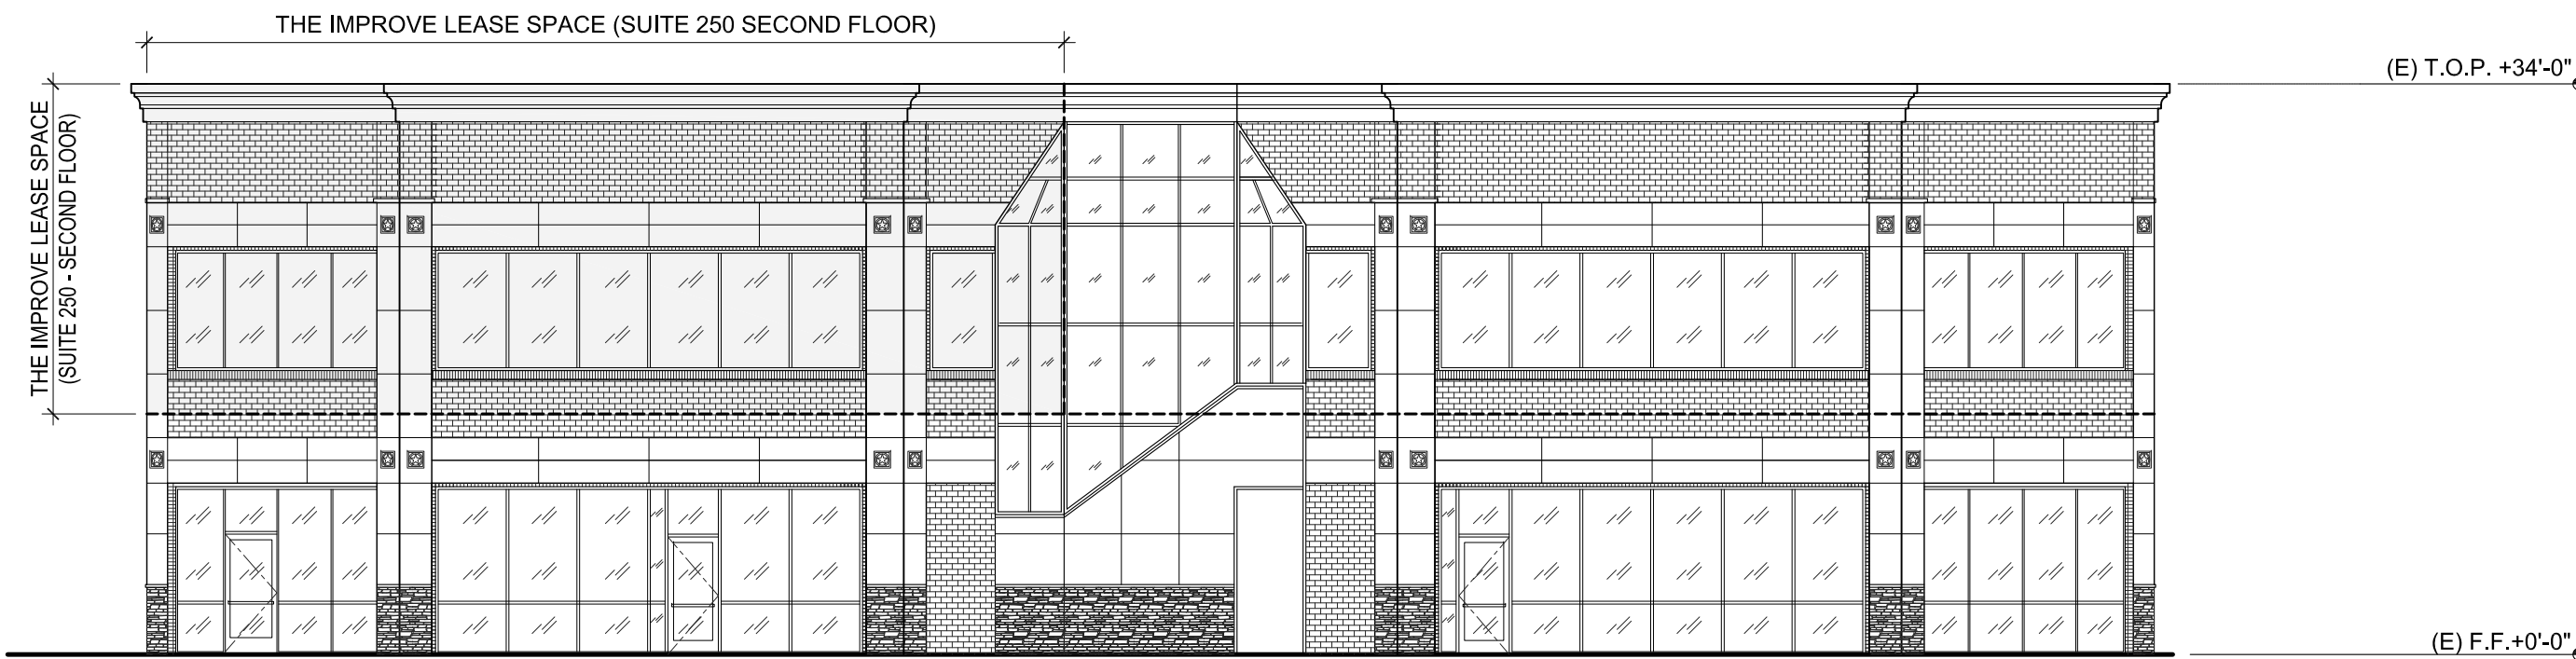 THE IMPROVE LEASE SPACE (SUITE 250 SECOND FLOOR)
(E) T.O.P. +34'-0"
THE IMPROVE LEASE SPACE
(SUITE 250 - SECOND FLOOR)
(E) F.F.+0'-0"